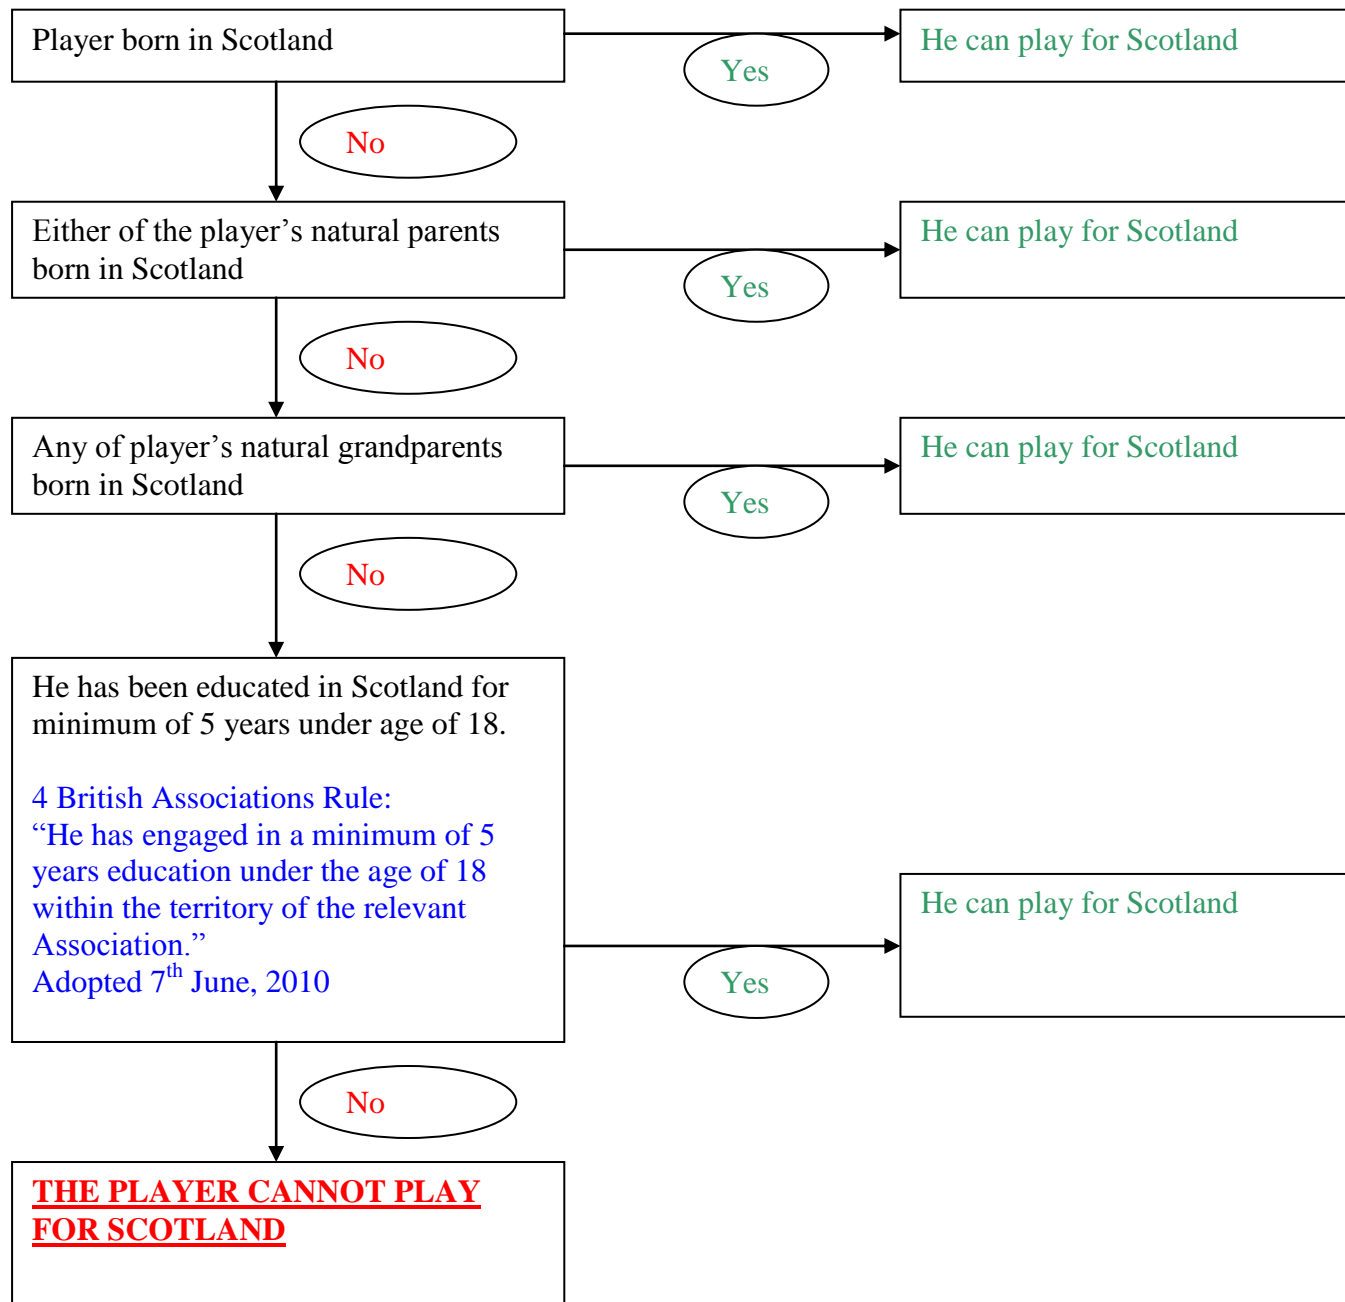 Player born in Scotland
Yes
He can play for Scotland
No
Either of the player’s natural parents
born in Scotland
Yes
He can play for Scotland
No
Any of player’s natural grandparents
born in Scotland
Yes
He can play for Scotland
No
He has been educated in Scotland for
minimum of 5 years under age of 18.
4 British Associations Rule:
“He has engaged in a minimum of 5
years education under the age of 18
within the territory of the relevant
Association.”
Adopted 7th June, 2010
Yes
He can play for Scotland
No
THE PLAYER CANNOT PLAY
FOR SCOTLAND